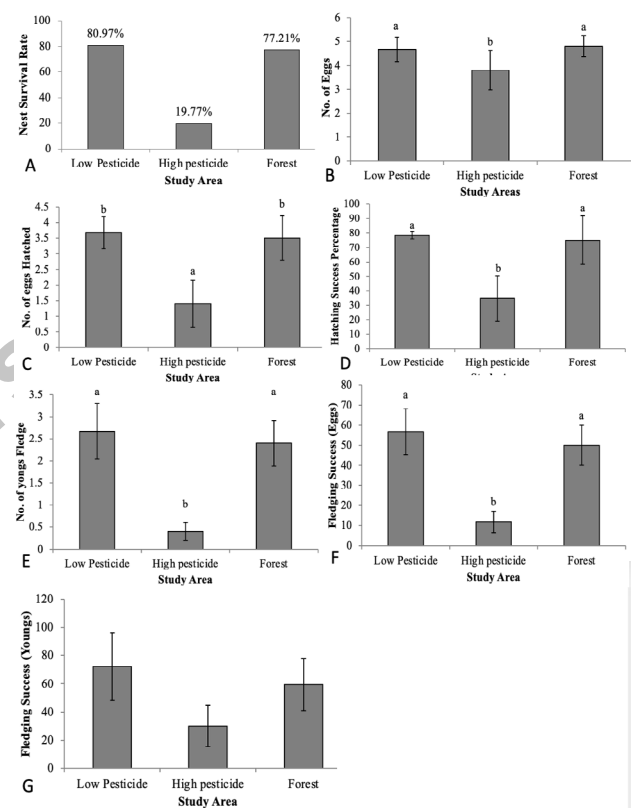 100
80
60
40
20
0
Nest Survival Rate
80.97%
19.77%
77.21%
Low Pesticide High pesticide Forest
Study Area
A
6
5
4
3
2
1
0
No. of Eggs
a b a
Low Pesticide High pesticide Forest
Study Areas
B
4.5
4
3.5
3
2.5
2
1.5
1
0.5
0
No. of eggs Hatched
b a b
Low Pesticide High pesticide Forest
Study Area
C
100
90
80
70
60
50
40
30
20
10
0
Hatching Success Percentage
a b a
Low Pesticide High pesticide Forest
D
3.5
3
2.5
2
1.5
1
0.5
0
No. of yongs Fledge
a b a
Low Pesticide High pesticide Forest
Study Area
E
80
70
60
50
40
30
20
10
0
Fledging Success (Eggs)
a b a
Low Pesticide High pesticide Forest
Study Area
F
120
100
80
60
40
20
0
Fledging Success (Youngs)
Low Pesticide High pesticide Forest
Study Area
G